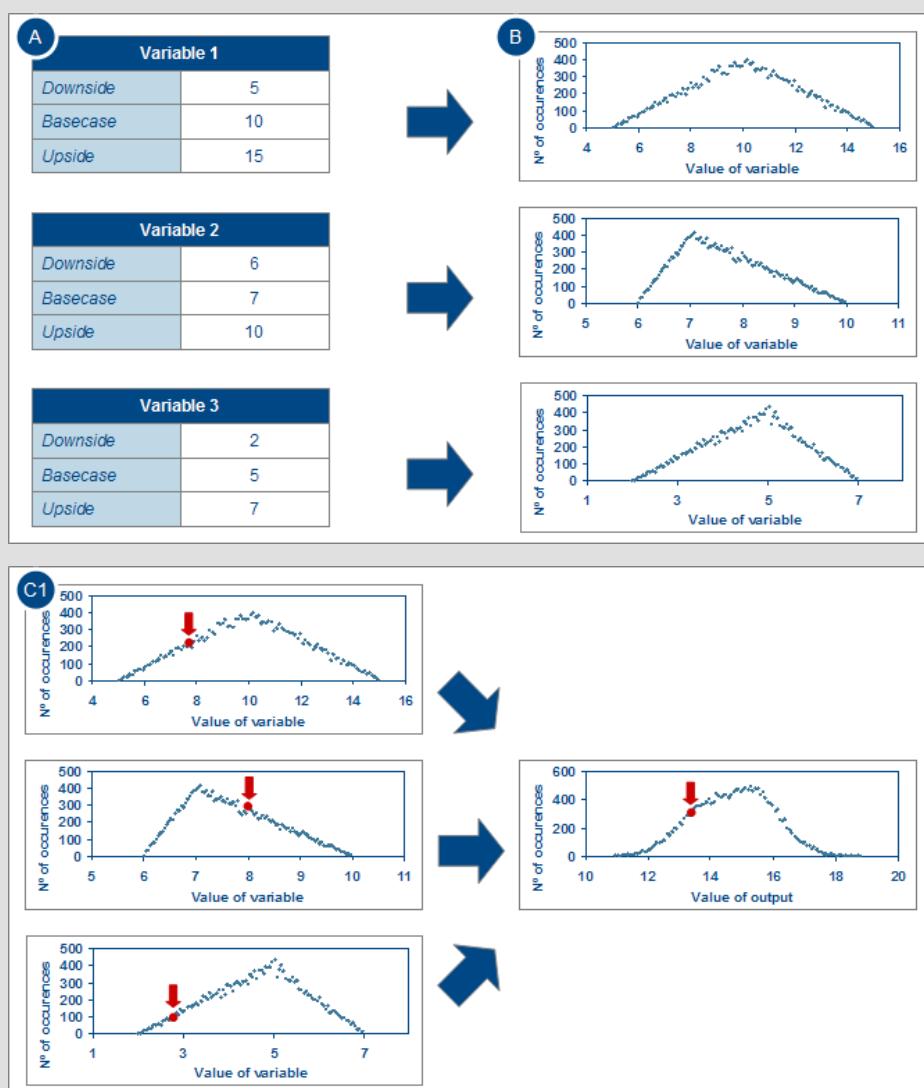 A
Variable 1
Downside 5
Basecase 10
Upside 15
B
Nº of occurences
500
400
300
200
100
0
4 6 8 10 12 14 16
Value of variable
Variable 2
Downside 6
Basecase 7
Upside 10
Nº of occurences
500
400
300
200
100
0
5 6 7 8 9 10 11
Value of variable
Variable 3
Downside 2
Basecase 5
Upside 7
Nº of occurences
500
400
300
200
100
0
1 3 5 7
Value of variable
C1
Nº of occurences
500
400
300
200
100
0
4 6 8 10 12 14 16
Value of variable
Nº of occurences
500
400
300
200
100
0
5 6 7 8 9 10 11
Value of variable
Nº of occurences
600
400
200
0
10 12 14 16 18 20
Value of output
Nº of occurences
500
400
300
200
100
0
1 3 5 7
Value of variable